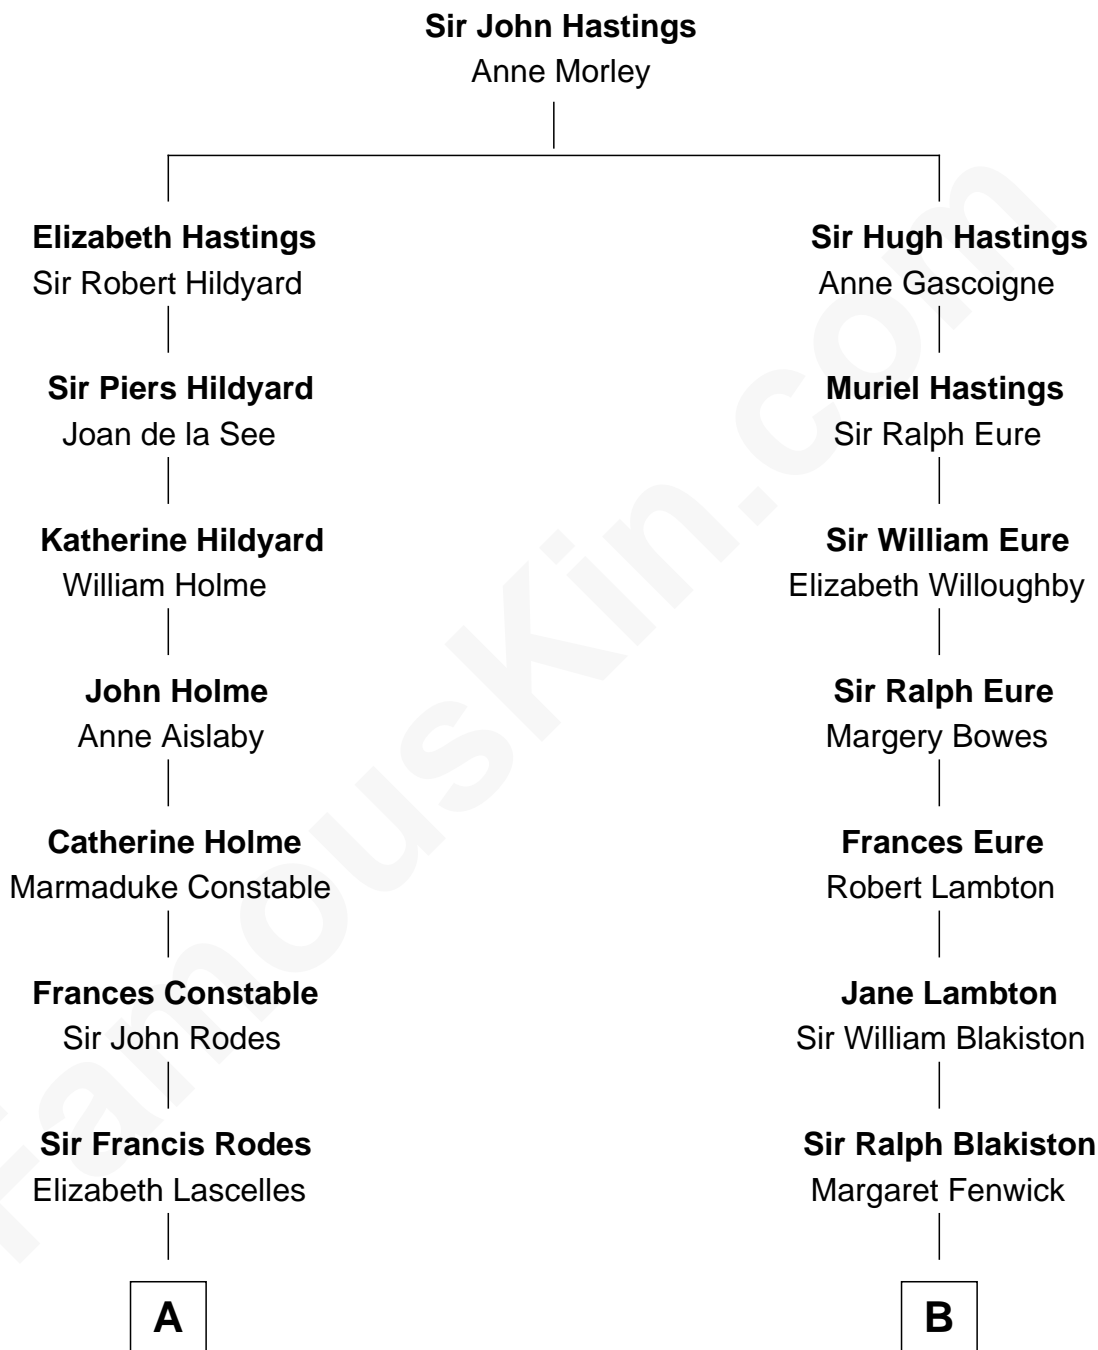 Sir John Hastings
Anne Morley
Elizabeth Hastings
Sir Robert Hildyard
Sir Hugh Hastings
Anne Gascoigne
Sir Piers Hildyard
Joan de la See
Muriel Hastings
Sir Ralph Eure
Katherine Hildyard
William Holme
Sir William Eure
Elizabeth Willoughby
John Holme
Anne Aislaby
Sir Ralph Eure
Margery Bowes
Catherine Holme
Marmaduke Constable
Frances Eure
Robert Lambton
Frances Constable
Sir John Rodes
Jane Lambton
Sir William Blakiston
Sir Francis Rodes
Elizabeth Lascelles
Sir Ralph Blakiston
Margaret Fenwick
A
B
FamousKin.com